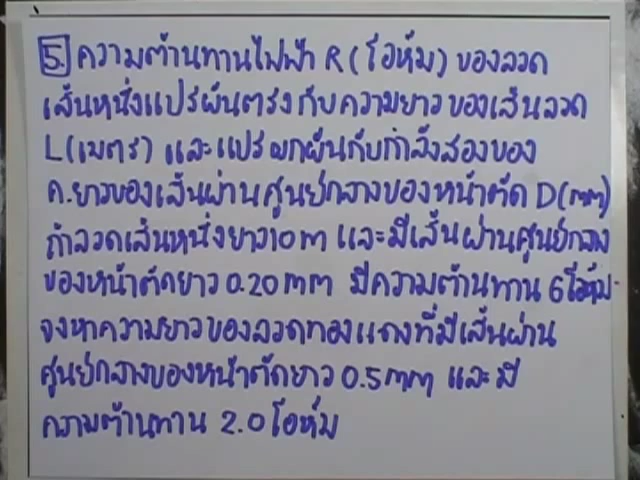 5. ความต้านทานไฟฟ้า R (โอห์ม) ของลวด
เส้นหนึ่งแปรผันตรงกับความยาวของเส้นลวด
L (เมตร) และแปรผกผันกับกำลังสองของ
ค.ยาวของเส้นผ่านศูนย์กลางของหน้าตัด D (mm)
ถ้าลวดเส้นหนึ่งยาว 10 m และมีเส้นผ่านศูนย์กลาง
ของหน้าตัดยาว 0.20 mm มีความต้านทาน 6 โอห์ม
จงหาความยาวของลวดทองแดงที่มีเส้นผ่าน
ศูนย์กลางของหน้าตัดยาว 0.5 mm และมี
ความต้านทาน 2.0 โอห์ม